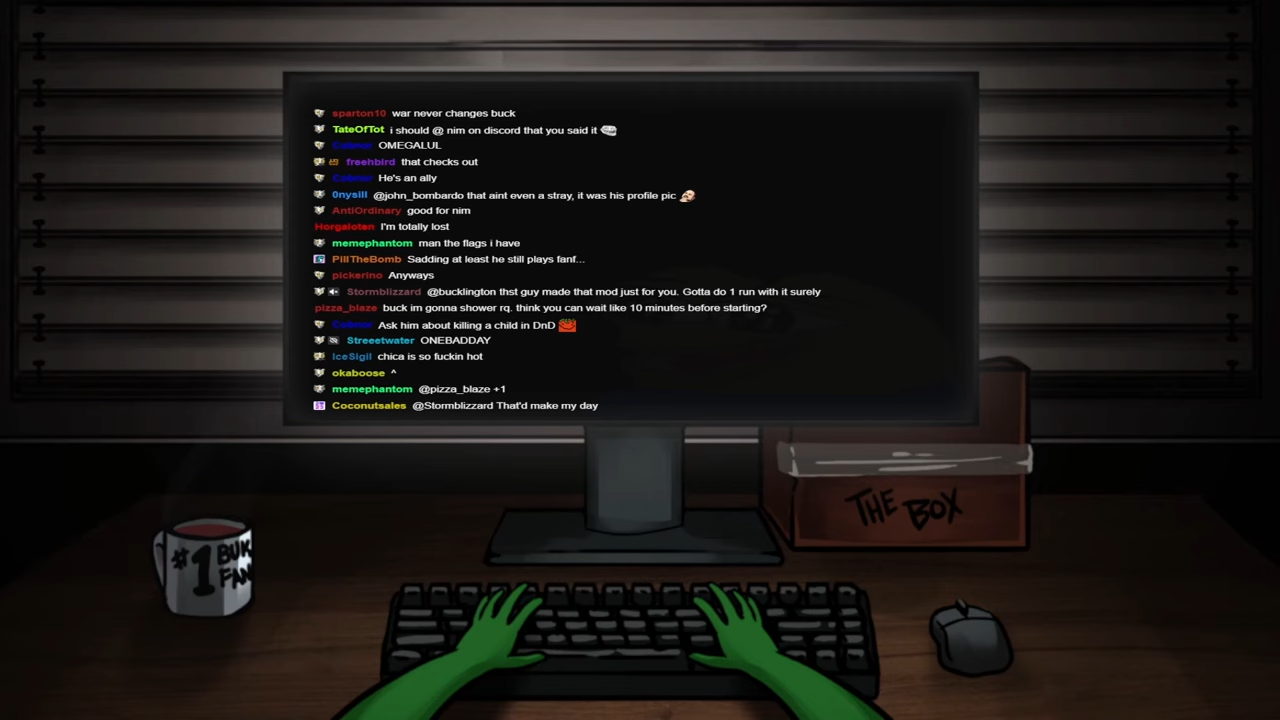 sparton10 war never changes buck
TateOfTot i should @ nim on discord that you said it
OMEGALUL
freehbird that checks out
He's an ally
0nysill @john_bombardo that aint even a stray, it was his profile pic
AntiOrdinary good for nim
Horgalotan I'm totally lost
memephantom man the flags i have
PillTheBomb Sadding at least he still plays fanf...
pickerino Anyways
Stormblizzard @bucklington thst guy made that mod just for you. Gotta do 1 run with it surely
pizza_blaze buck im gonna shower rq. think you can wait like 10 minutes before starting?
Ask him about killing a child in DnD
Streeetwater ONEBADDAY
IceSigil chica is so fuckin hot
okaboose ^
memephantom @pizza_blaze +1
Coconutsales @Stormblizzard That'd make my day
THE BOX
#1 BUK FAN